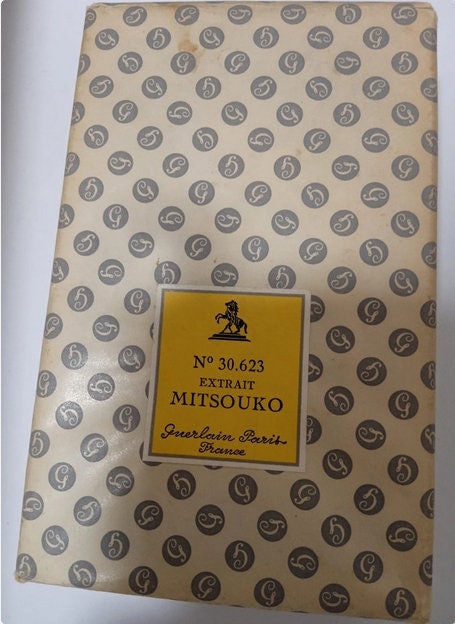 Nº 30.623
EXTRAIT
MITSOUKO
Guerlain Paris
France